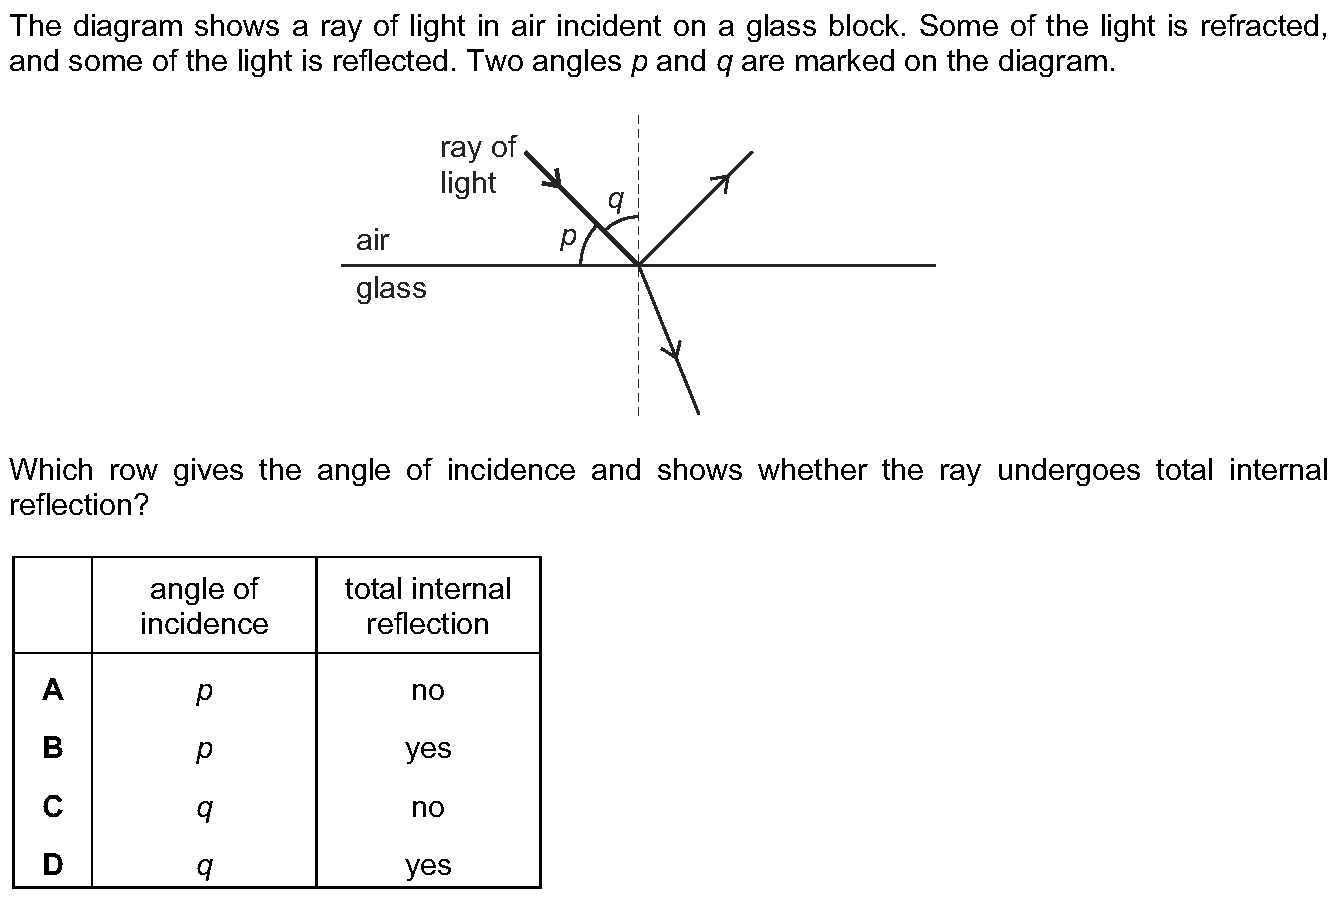 The diagram shows a ray of light in air incident on a glass block. Some of the light is refracted,
and some of the light is reflected. Two angles p and q are marked on the diagram.
ray of
light
q
p
air
glass
Which row gives the angle of incidence and shows whether the ray undergoes total internal
reflection?
angle of incidence total internal reflection
A p no
B p yes
C q no
D q yes